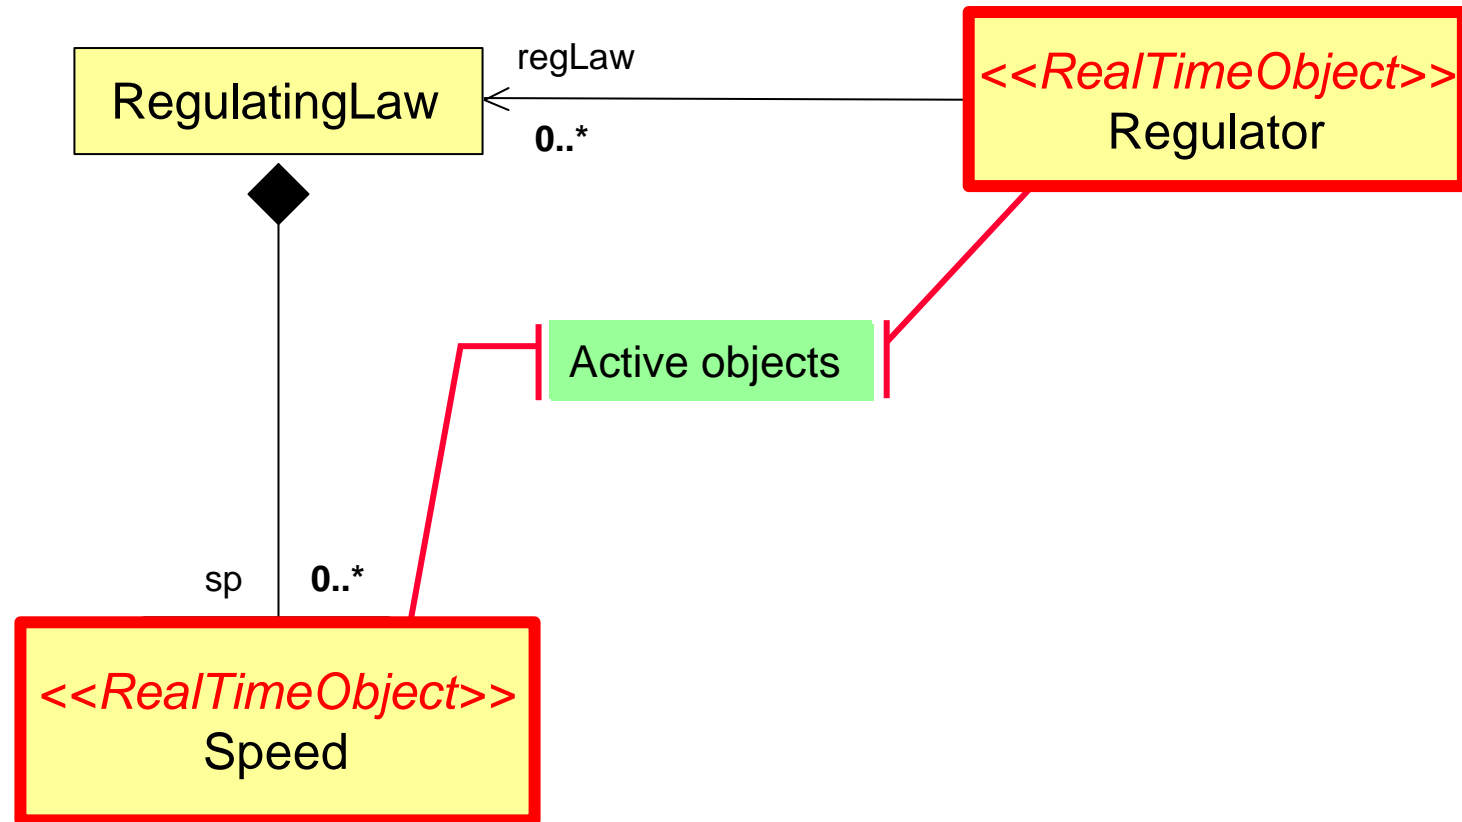 regLaw
<<RealTimeObject>>
RegulatingLaw
Regulator
0..*
Active objects
sp
0..*
<<RealTimeObject>>
Speed